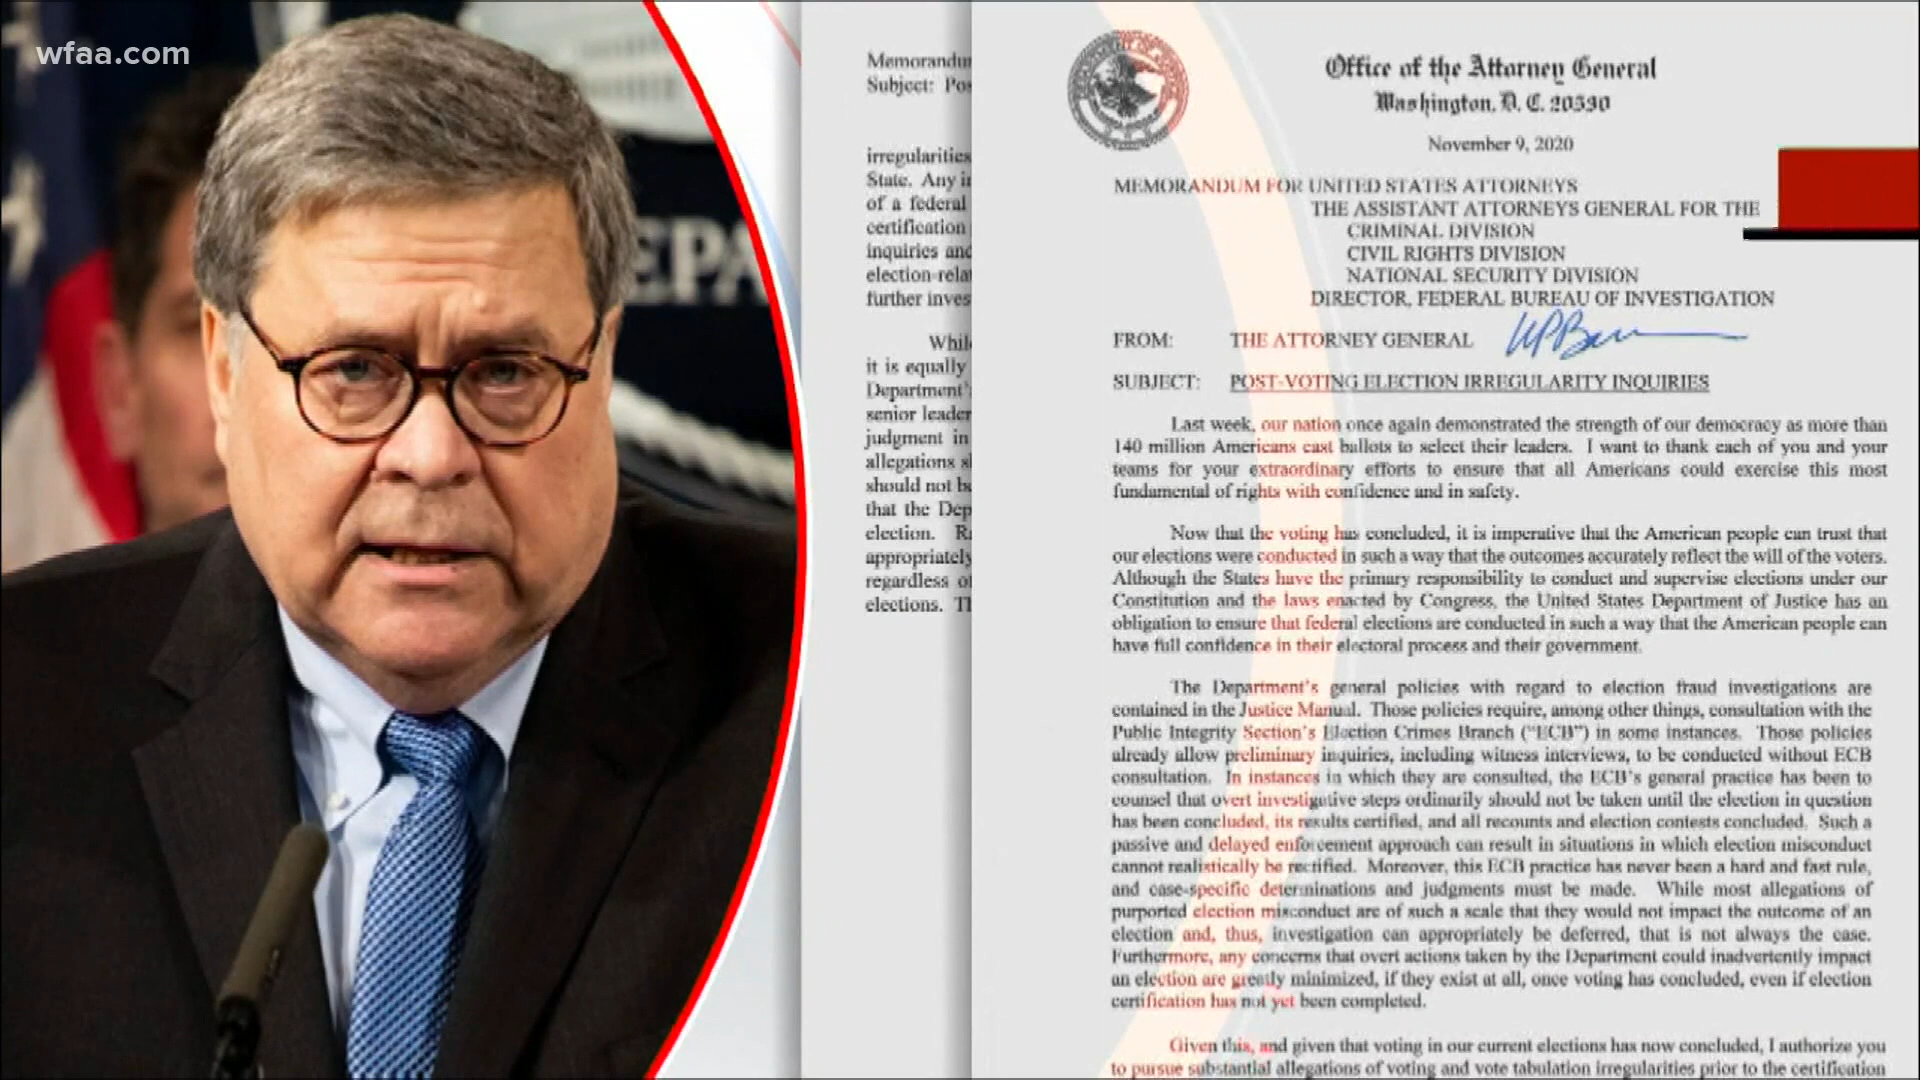 wfaa.com
EPA
Memorandu
Subject: Pos
irregularities
State. Any i
of a federal
certification
inquiries and
election-rela
further inves
While
it is equally
Department's
senior leader
judgment in
allegations s
should not be
that the Dep
election. R
appropriately
regardless of
elections. Th
Office of the Attorney General
Washington, D. C. 20530
November 9, 2020
MEMORANDUM FOR UNITED STATES ATTORNEYS
THE ASSISTANT ATTORNEYS GENERAL FOR THE
CRIMINAL DIVISION
CIVIL RIGHTS DIVISION
NATIONAL SECURITY DIVISION
DIRECTOR, FEDERAL BUREAU OF INVESTIGATION
FROM: THE ATTORNEY GENERAL
SUBJECT: POST-VOTING ELECTION IRREGULARITY INQUIRIES
Last week, our nation once again demonstrated the strength of our democracy as more than
140 million Americans cast ballots to select their leaders. I want to thank each of you and your
teams for your extraordinary efforts to ensure that all Americans could exercise this most
fundamental of rights with confidence and in safety.
Now that the voting has concluded, it is imperative that the American people can trust that
our elections were conducted in such a way that the outcomes accurately reflect the will of the voters.
Although the States have the primary responsibility to conduct and supervise elections under our
Constitution and the laws enacted by Congress, the United States Department of Justice has an
obligation to ensure that federal elections are conducted in such a way that the American people can
have full confidence in their electoral process and their government.
The Department's general policies with regard to election fraud investigations are
contained in the Justice Manual. Those policies require, among other things, consultation with the
Public Integrity Section's Election Crimes Branch ("ECB") in some instances. Those policies
already allow preliminary inquiries, including witness interviews, to be conducted without ECB
consultation. In instances in which they are consulted, the ECB's general practice has been to
counsel that overt investigative steps ordinarily should not be taken until the election in question
has been concluded, its results certified, and all recounts and election contests concluded. Such a
passive and delayed enforcement approach can result in situations in which election misconduct
cannot realistically be rectified. Moreover, this ECB practice has never been a hard and fast rule,
and case-specific determinations and judgments must be made. While most allegations of
purported election misconduct are of such a scale that they would not impact the outcome of an
election and, thus, investigation can appropriately be deferred, that is not always the case.
Furthermore, any concerns that overt actions taken by the Department could inadvertently impact
an election are greatly minimized, if they exist at all, once voting has concluded, even if election
certification has not yet been completed.
Given this, and given that voting in our current elections has now concluded, I authorize you
to pursue substantial allegations of voting and vote tabulation irregularities prior to the certification